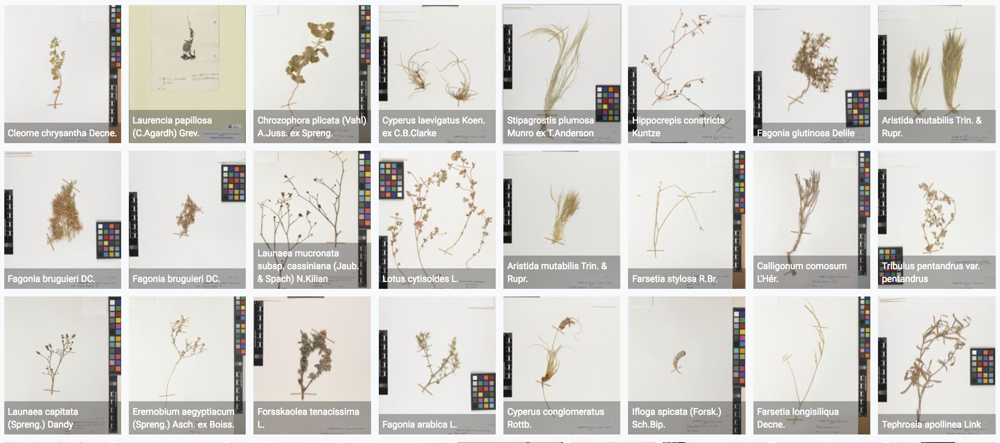 Cleome chrysantha Decne.
Laurencia papillosa
(C.Agardh) Grev.
Chrozophora plicata (Vahl)
A.Juss. ex Spreng.
Cyperus laevigatus Koen.
ex C.B.Clarke
Stipagrostis plumosa
Munro ex T.Anderson
Hippocrepis constricta
Kuntze
Fagonia glutinosa Delile
Aristida mutabilis Trin. &
Rupr.
Fagonia bruguieri DC.
Fagonia bruguieri DC.
Launaea mucronata
subsp. cassiniana (Jaub.
& Spach) N.Kilian
Lotus cytisoides L.
Aristida mutabilis Trin. &
Rupr.
Farsetia stylosa R.Br.
Calligonum comosum
L'Hér.
Tribulus pentandrus var.
pentandrus
Launaea capitata
(Spreng.) Dandy
Eremobium aegyptiacum
(Spreng.) Asch. ex Boiss.
Forsskaolea tenacissima
L.
Fagonia arabica L.
Cyperus conglomeratus
Rottb.
Ifloga spicata (Forsk.)
Sch.Bip.
Farsetia longisiliqua
Decne.
Tephrosia apollinea Link